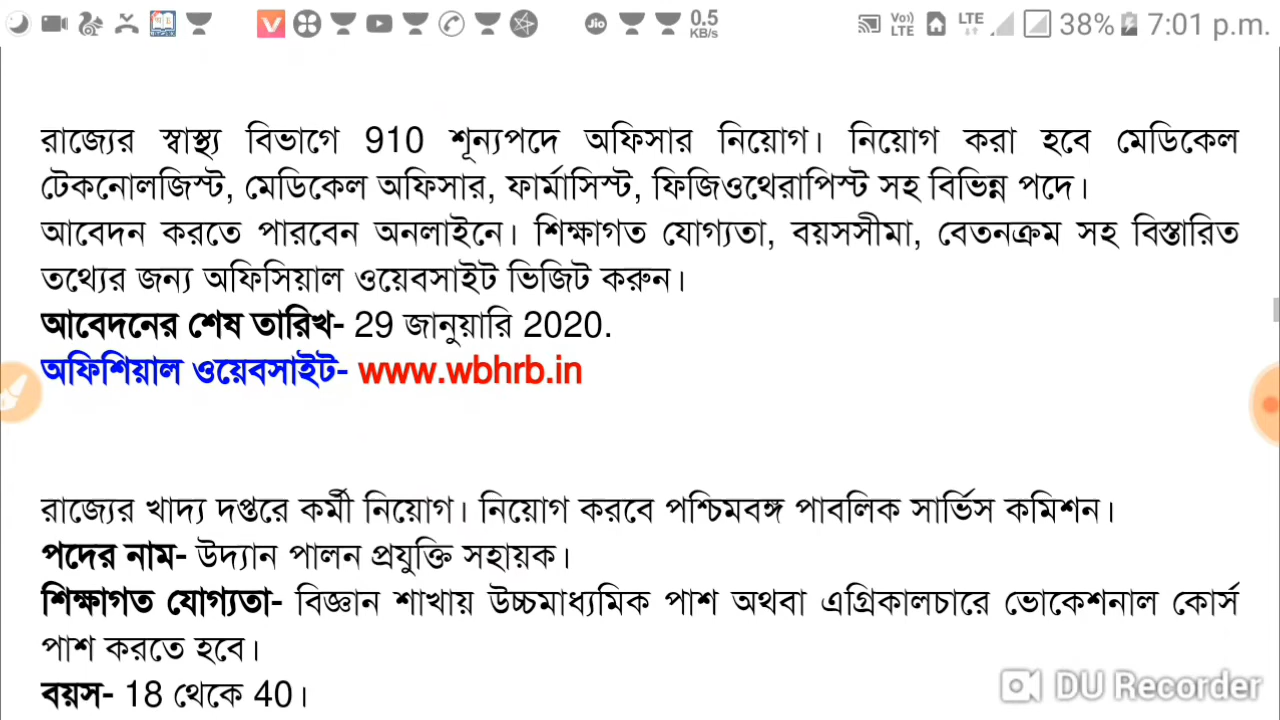 Jio
0.5
KB/s
Vo)
LTE
LTE
38%
7:01 p.m.
রাজ্যের স্বাস্থ্য বিভাগে 910 শূন্যপদে অফিসার নিয়োগ। নিয়োগ করা হবে মেডিকেল
টেকনোলজিস্ট, মেডিকেল অফিসার, ফার্মাসিস্ট, ফিজিওথেরাপিস্ট সহ বিভিন্ন পদে।
আবেদন করতে পারবেন অনলাইনে। শিক্ষাগত যোগ্যতা, বয়সসীমা, বেতনক্রম সহ বিস্তারিত
তথ্যের জন্য অফিসিয়াল ওয়েবসাইট ভিজিট করুন।
আবেদনের শেষ তারিখ- 29 জানুয়ারি 2020.
অফিশিয়াল ওয়েবসাইট- www.wbhrb.in
রাজ্যের খাদ্য দপ্তরে কর্মী নিয়োগ। নিয়োগ করবে পশ্চিমবঙ্গ পাবলিক সার্ভিস কমিশন।
পদের নাম- উদ্যান পালন প্রযুক্তি সহায়ক।
শিক্ষাগত যোগ্যতা- বিজ্ঞান শাখায় উচ্চমাধ্যমিক পাশ অথবা এগ্রিকালচারে ভোকেশনাল কোর্স
পাশ করতে হবে।
বয়স- 18 থেকে 40।
DU Recorder